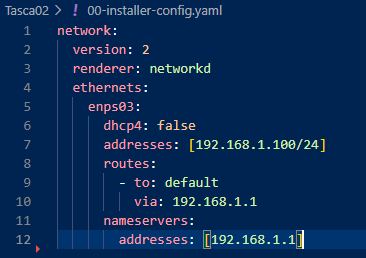 Tasca02 > ! 00-installer-config.yaml
1 network:
2   version: 2
3   renderer: networkd
4   ethernets:
5     enps03:
6       dhcp4: false
7       addresses: [192.168.1.100/24]
8       routes:
9         - to: default
10           via: 192.168.1.1
11       nameservers:
12         addresses: [192.168.1.1]